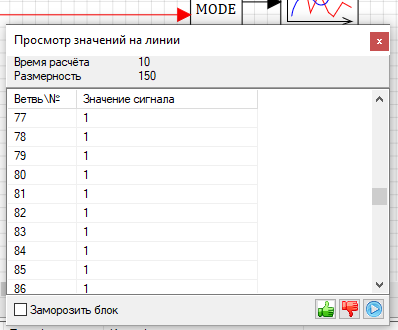 MODE
Просмотр значений на линии
Время расчёта 10
Размерность 150
Ветвь\№ Значение сигнала
77 1
78 1
79 1
80 1
81 1
82 1
83 1
84 1
85 1
86 1
Заморозить блок